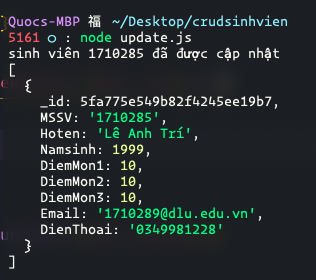 Quocs-MBP 福 ~/Desktop/crudsinhvien
5161 ○ : node update.js
sinh viên 1710285 đã được cập nhật
[
  {
    _id: 5fa775e549b82f4245ee19b7,
    MSSV: '1710285',
    Hoten: 'Lê Anh Trí',
    Namsinh: 1999,
    DiemMon1: 10,
    DiemMon2: 10,
    DiemMon3: 10,
    Email: '1710289@dlu.edu.vn',
    DienThoai: '0349981228'
  }
]